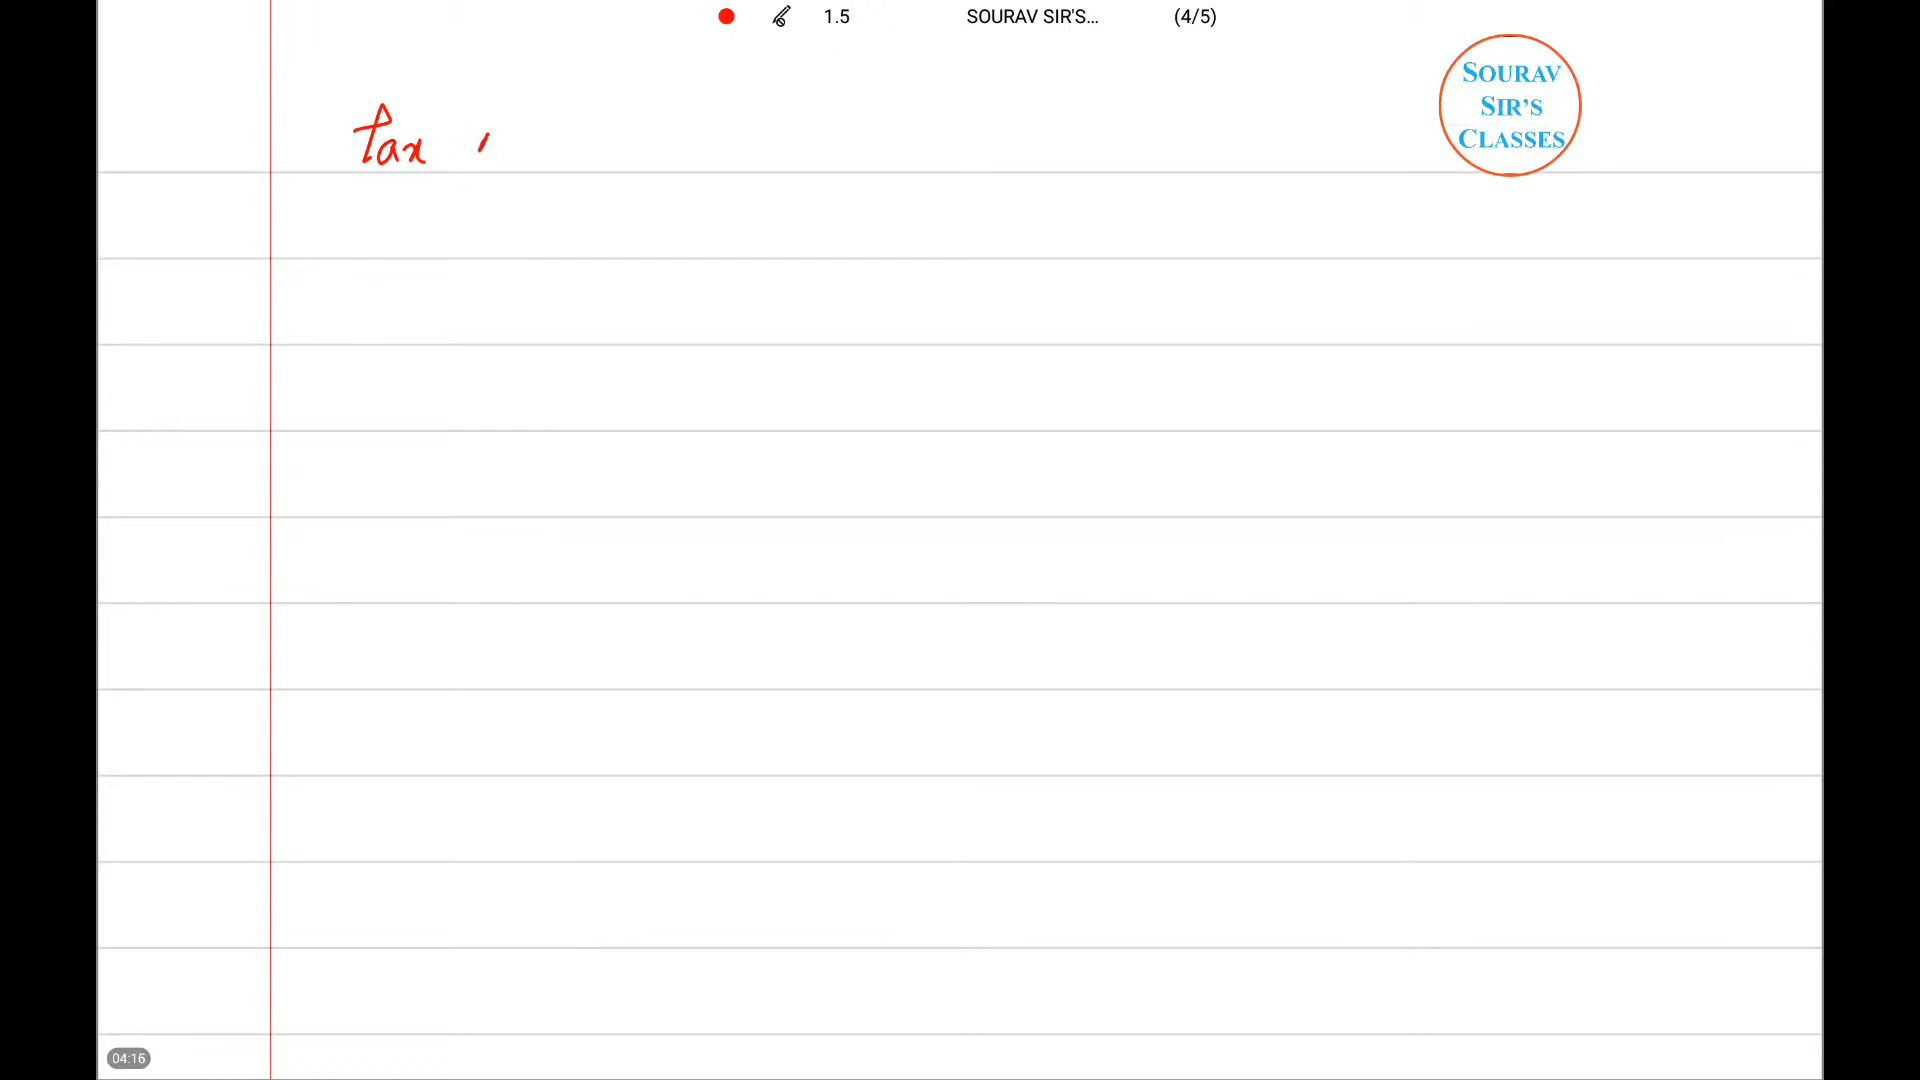 1.5 SOURAV SIR'S... (4/5)
SOURAV
SIR'S
CLASSES
Tax
04:16